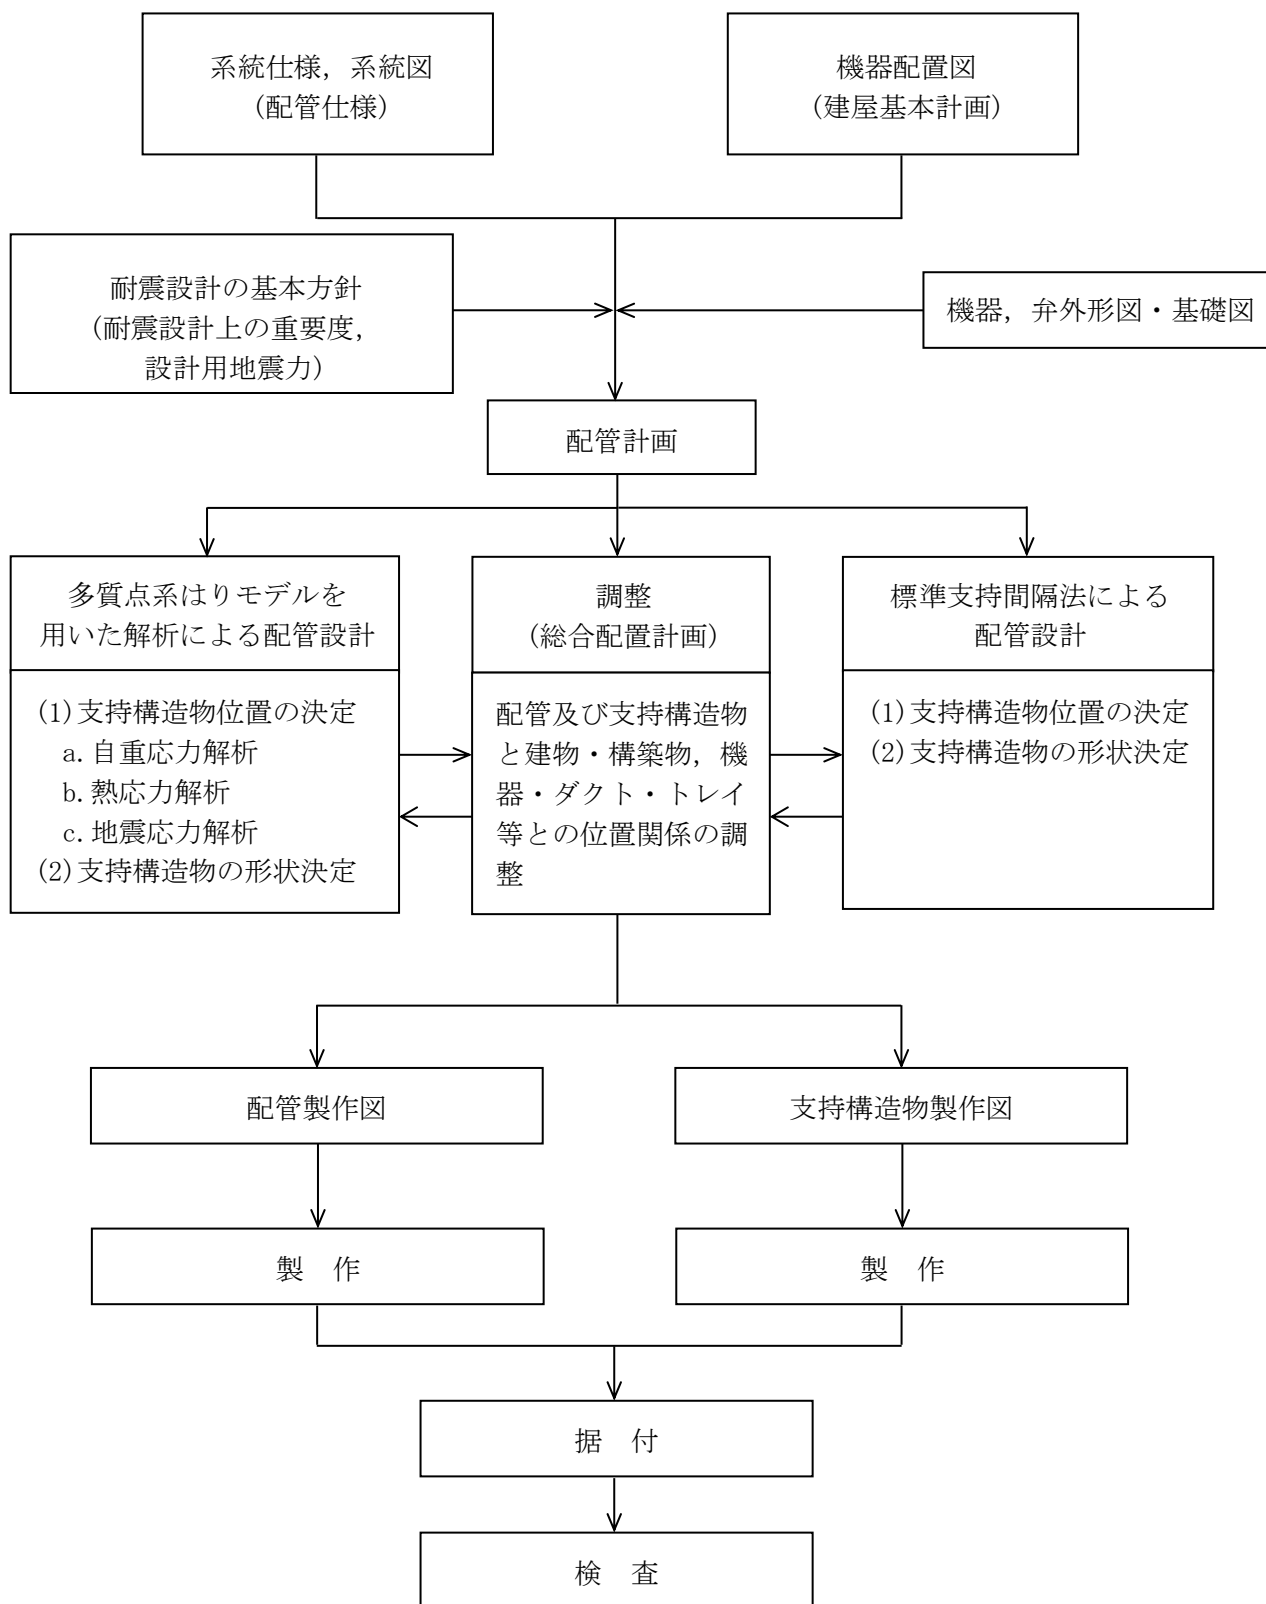 系統仕様，系統図
(配管仕様)
機器配置図
(建屋基本計画)
耐震設計の基本方針
(耐震設計上の重要度，
設計用地震力)
機器，弁外形図・基礎図
配管計画
多質点系はりモデルを
用いた解析による配管設計
(1)支持構造物位置の決定
a.自重応力解析
b.熱応力解析
c.地震応力解析
(2)支持構造物の形状決定
調整
(総合配置計画)
配管及び支持構造物
と建物・構築物，機
器・ダクト・トレイ
等との位置関係の調
整
標準支持間隔法による
配管設計
(1)支持構造物位置の決定
(2)支持構造物の形状決定
配管製作図
支持構造物製作図
製　作
製　作
据　付
検　査